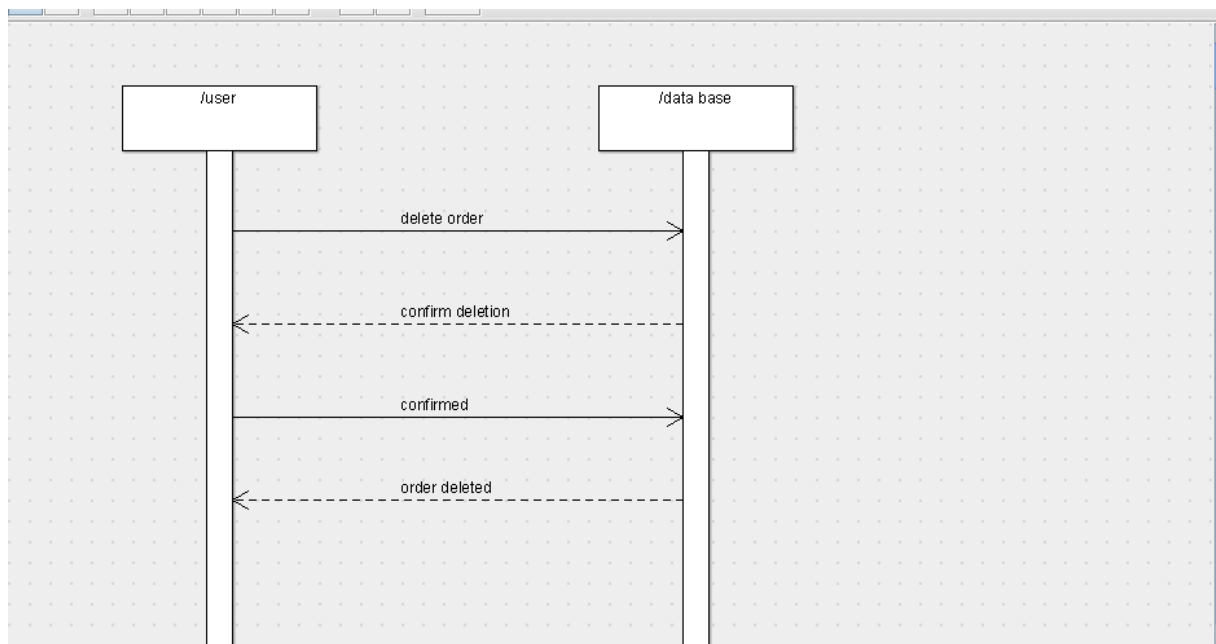 /user
/data base
delete order
confirm deletion
confirmed
order deleted